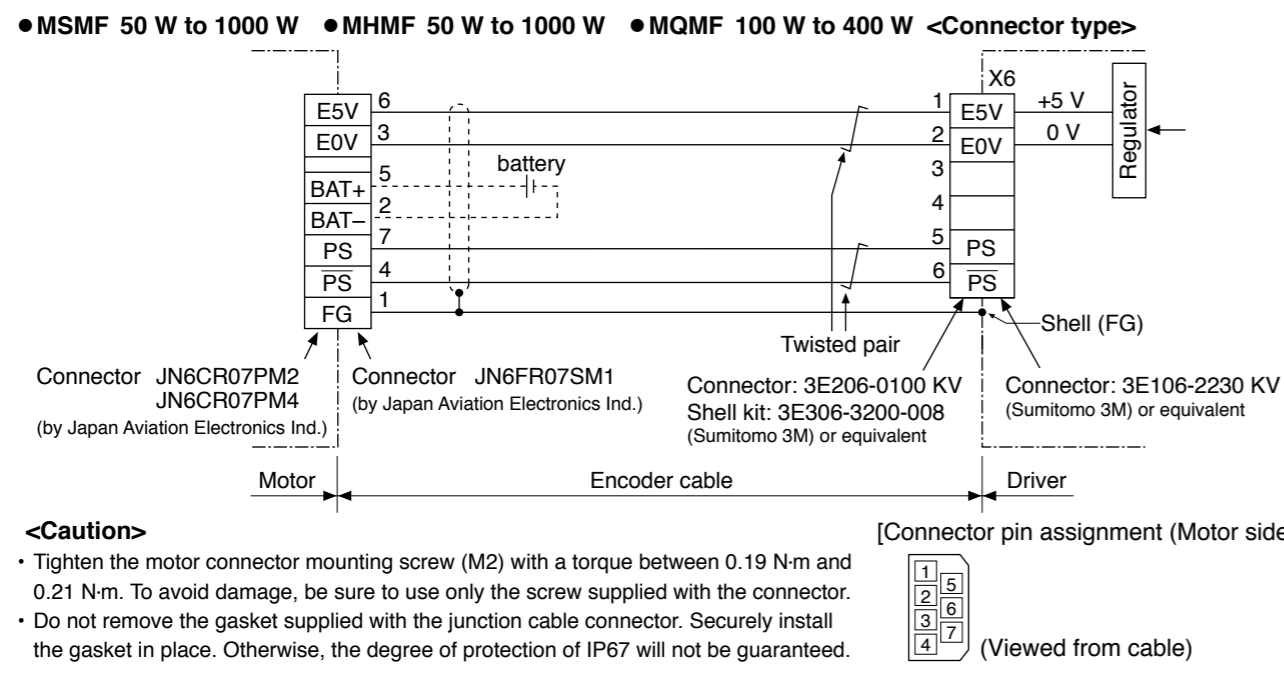 ●MSMF 50 W to 1000 W ●MHMF 50 W to 1000 W ●MQMF 100 W to 400 W <Connector type>
X6
E5V 6 1 E5V +5 V
E0V 3 2 E0V 0 V
Regulator
battery
BAT+ 5 3
BAT– 2 4
PS 7 5 PS
P̅S̅ 4 6 P̅S̅
FG 1
Shell (FG)
Twisted pair
Connector JN6CR07PM2
JN6CR07PM4
(by Japan Aviation Electronics Ind.)
Connector JN6FR07SM1
(by Japan Aviation Electronics Ind.)
Connector: 3E206-0100 KV
Shell kit: 3E306-3200-008
(Sumitomo 3M) or equivalent
Connector: 3E106-2230 KV
(Sumitomo 3M) or equivalent
Motor Encoder cable Driver
<Caution>
・Tighten the motor connector mounting screw (M2) with a torque between 0.19 N·m and
0.21 N·m. To avoid damage, be sure to use only the screw supplied with the connector.
・Do not remove the gasket supplied with the junction cable connector. Securely install
the gasket in place. Otherwise, the degree of protection of IP67 will not be guaranteed.
[Connector pin assignment (Motor side
1
5
2
6
3
7
4
(Viewed from cable)